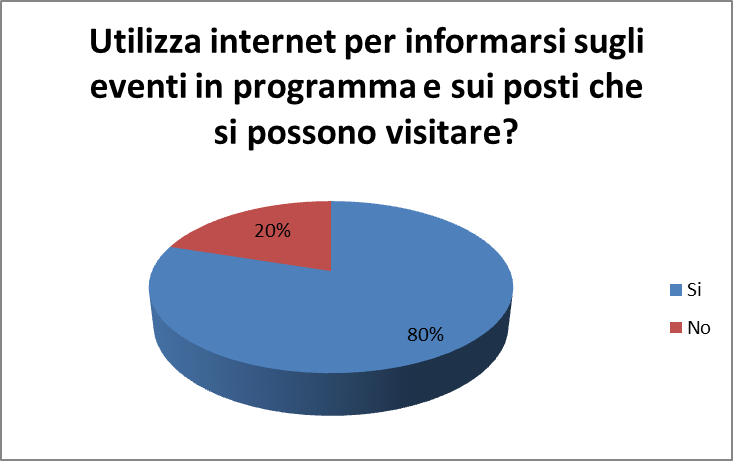 Utilizza internet per informarsi sugli
eventi in programma e sui posti che
si possono visitare?
20%
80%
Si
No